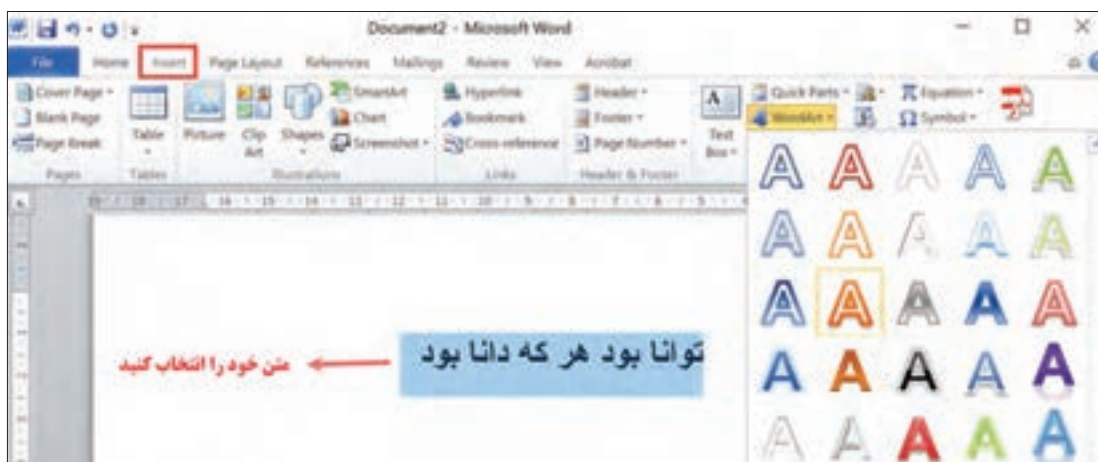 Document2 - Microsoft Word
File Home Insert Page Layout References Mailings Review View Acrobat
Cover Page
Blank Page
Page Break
Pages
Table
Tables
Picture
Clip Art
Shapes
SmartArt
Chart
Screenshot
Illustrations
Hyperlink
Bookmark
Cross-reference
Links
Header
Footer
Page Number
Header & Footer
Text Box
Quick Parts
WordArt
Equation
Symbol
توانا بود هر که دانا بود
متن خود را انتخاب کنید